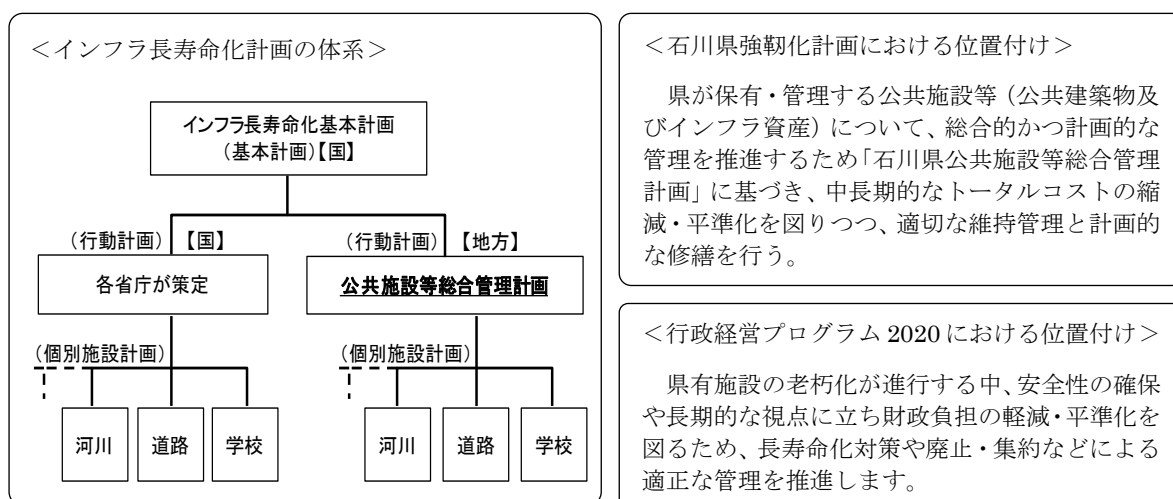 ＜インフラ長寿命化計画の体系＞
インフラ長寿命化基本計画
(基本計画)【国】
(行動計画) 【国】
各省庁が策定
(行動計画) 【地方】
公共施設等総合管理計画
(個別施設計画)
河川
道路
学校
(個別施設計画)
河川
道路
学校
＜石川県強靱化計画における位置付け＞
県が保有・管理する公共施設等（公共建築物及
びインフラ資産）について、総合的かつ計画的な
管理を推進するため「石川県公共施設等総合管理
計画」に基づき、中長期的なトータルコストの縮
減・平準化を図りつつ、適切な維持管理と計画的
な修繕を行う。
＜行政経営プログラム 2020 における位置付け＞
県有施設の老朽化が進行する中、安全性の確保
や長期的な視点に立ち財政負担の軽減・平準化を
図るため、長寿命化対策や廃止・集約などによる
適正な管理を推進します。